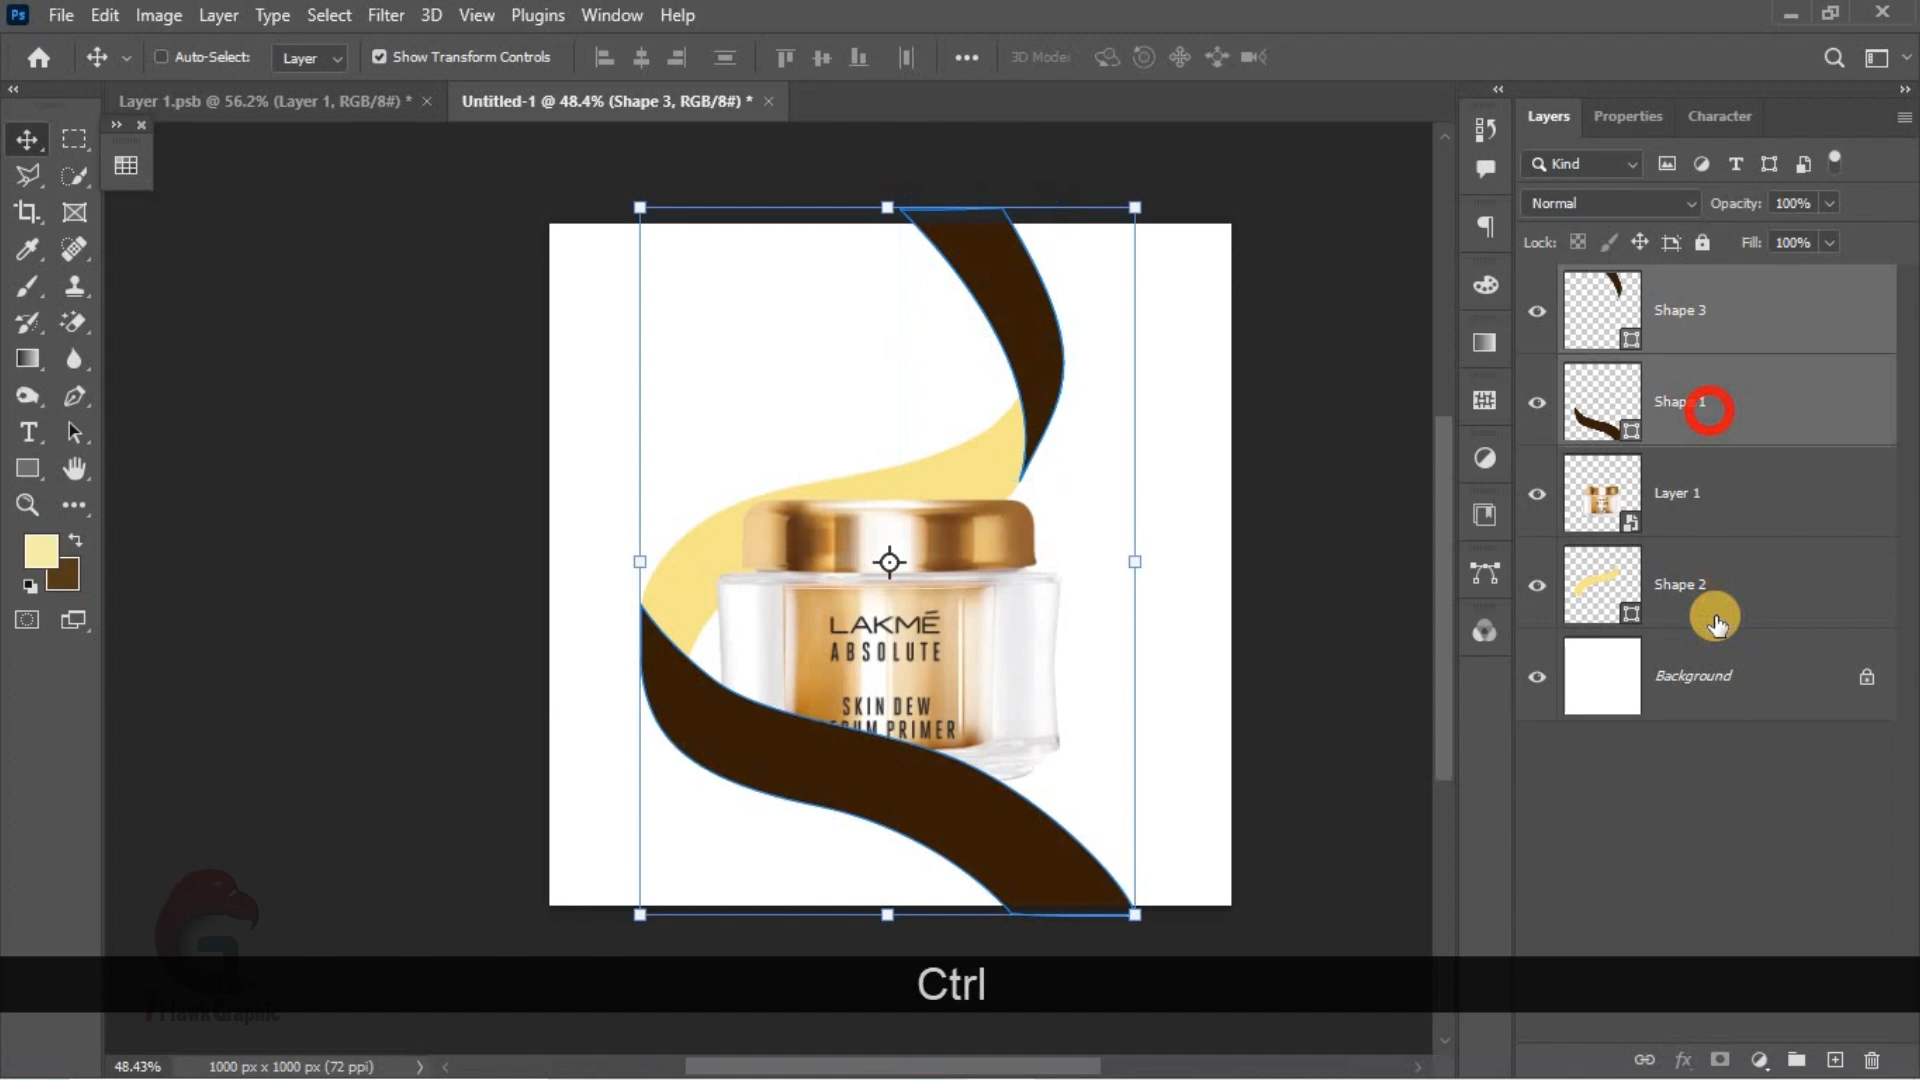 Ps File Edit Image Layer Type Select Filter 3D View Plugins Window Help
Auto-Select: Layer Show Transform Controls 3D Mode:
Layer 1.psb @ 56.2% (Layer 1, RGB/8#) * Untitled-1 @ 48.4% (Shape 3, RGB/8#) *
Layers Properties Character
Kind
Normal Opacity: 100%
Lock: Fill: 100%
Shape 3
Shape 1
Layer 1
Shape 2
Background
LAKMÉ
ABSOLUTE
SKIN DEW
PRIMER
Ctrl
HawkGraphic
48.43% 1000 px x 1000 px (72 ppi)